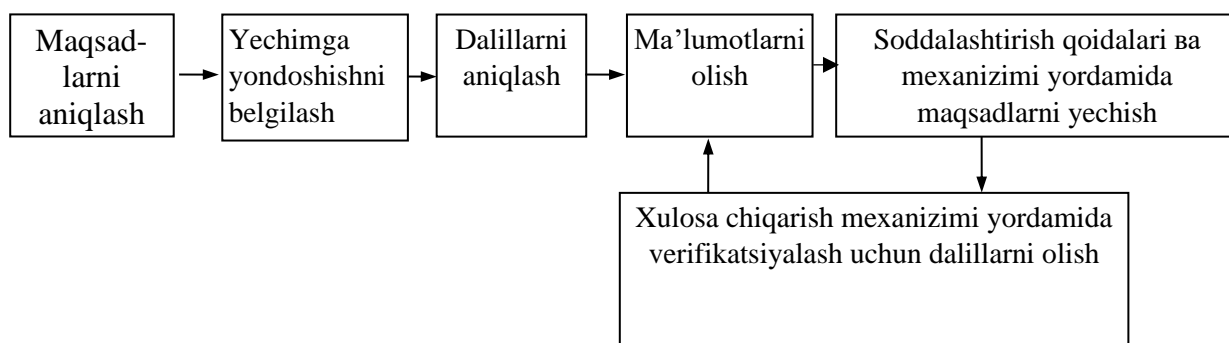 Maqsad-
larni
aniqlash
Yechimga
yondoshishni
belgilash
Dalillarni
aniqlash
Ma’lumotlarni
olish
Soddalashtirish qoidalari ва
mexanizimi yordamida
maqsadlarni yechish
Xulosa chiqarish mexanizimi yordamida
verifikatsiyalash uchun dalillarni olish